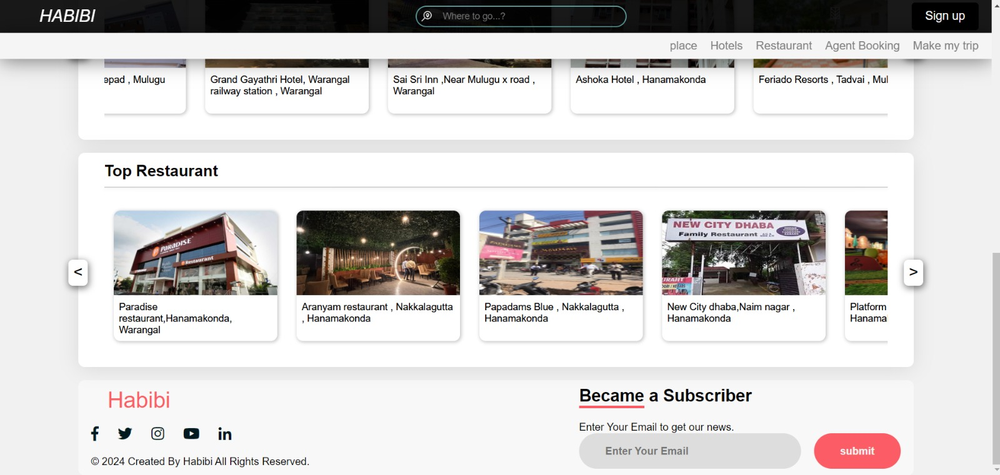 HABIBI
Where to go...?
Sign up
place Hotels Restaurant Agent Booking Make my trip
epad , Mulugu
Grand Gayathri Hotel, Warangal
railway station , Warangal
Sai Sri Inn ,Near Mulugu x road ,
Warangal
Ashoka Hotel , Hanamakonda
Feriado Resorts , Tadvai , Mul
Top Restaurant
PARADISE
Restaurant
NEW CITY DHABA
Family Restaurant
<
>
Paradise
restaurant,Hanamakonda,
Warangal
Aranyam restaurant , Nakkalagutta
, Hanamakonda
Papadams Blue , Nakkalagutta ,
Hanamakonda
New City dhaba,Naim nagar ,
Hanamakonda
Platform
Hanama
Habibi
© 2024 Created By Habibi All Rights Reserved.
Became a Subscriber
Enter Your Email to get our news.
Enter Your Email
submit